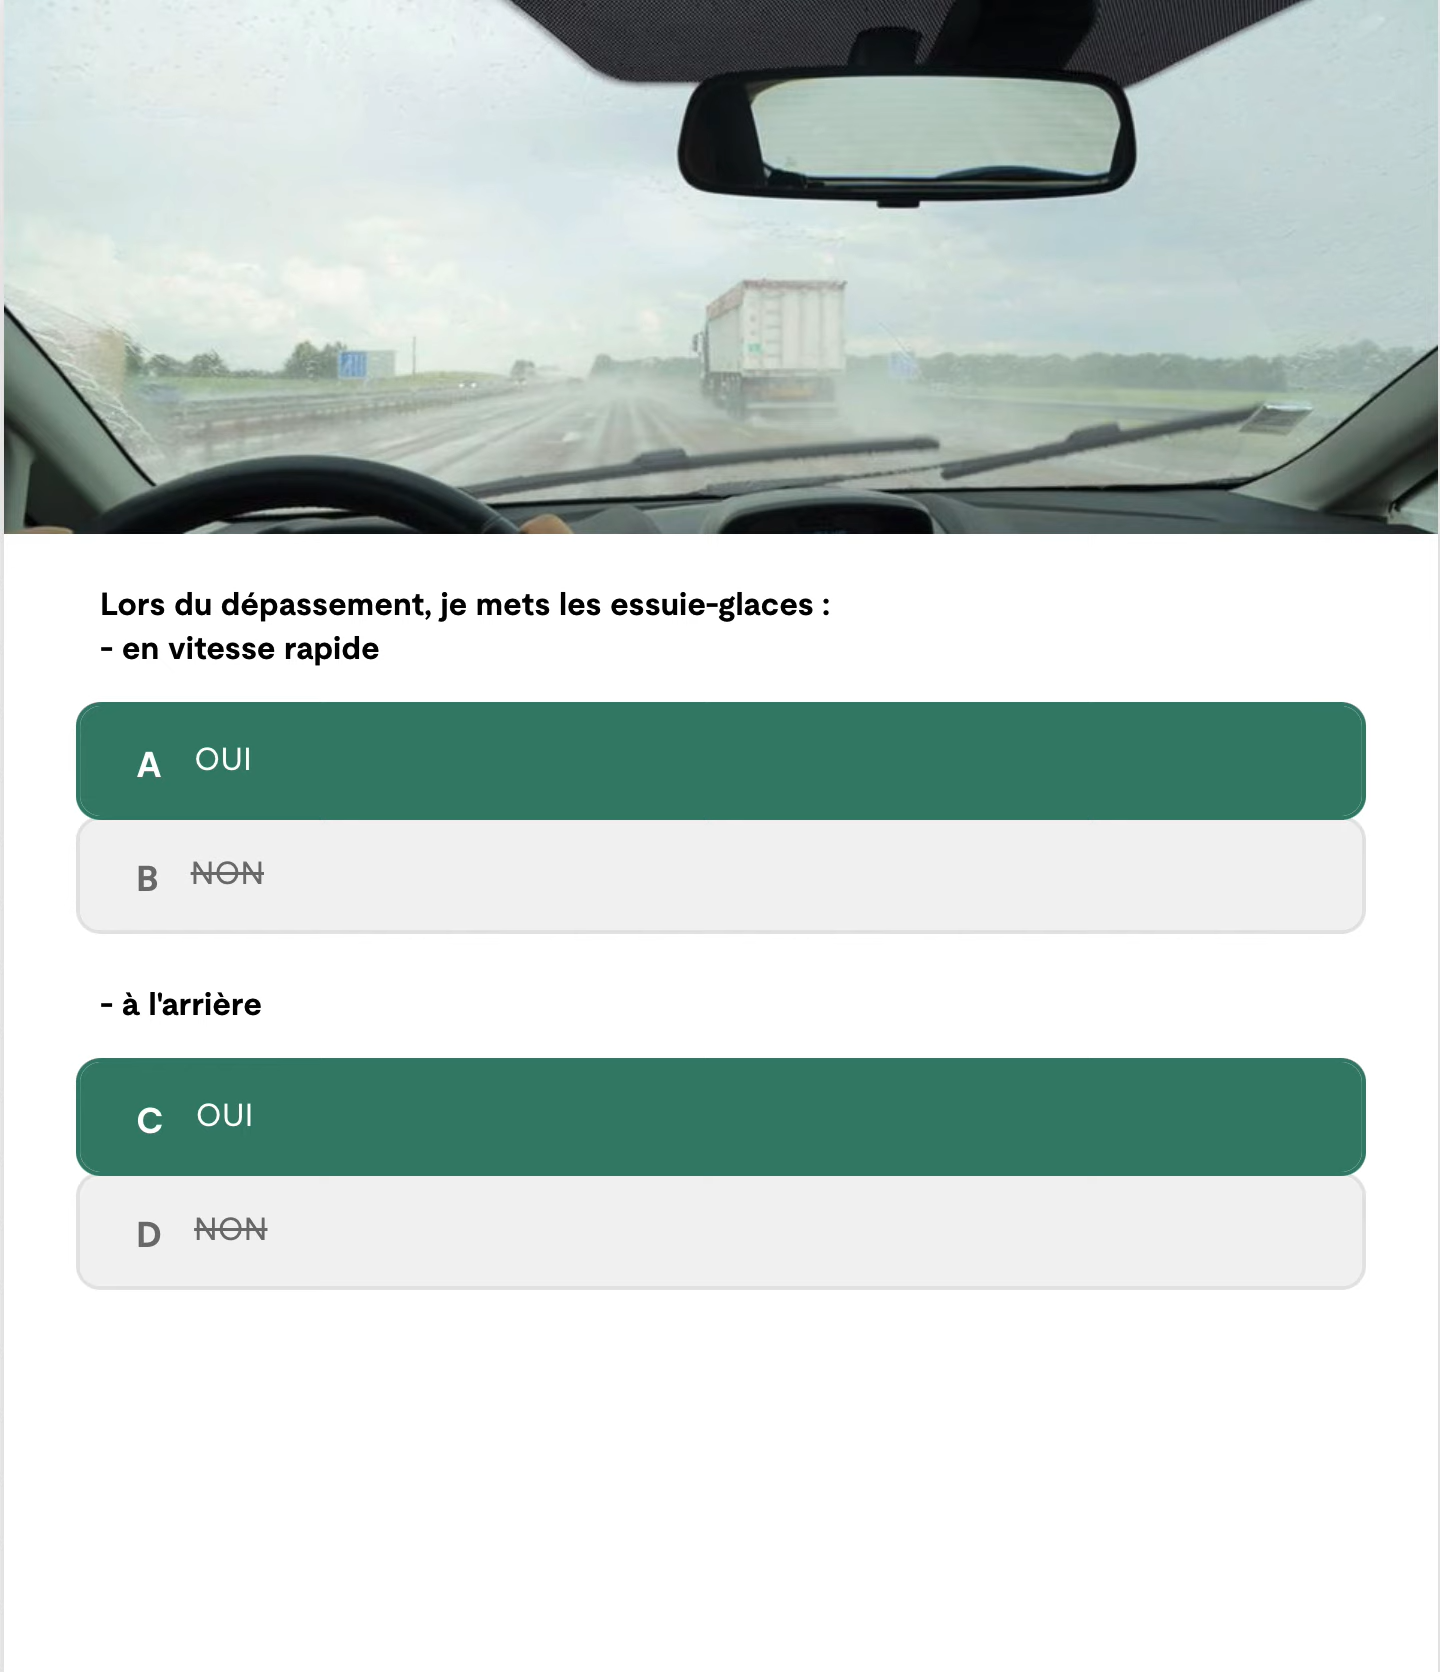 Lors du dépassement, je mets les essuie-glaces :
- en vitesse rapide
A OUI
B NON
- à l'arrière
C OUI
D NON